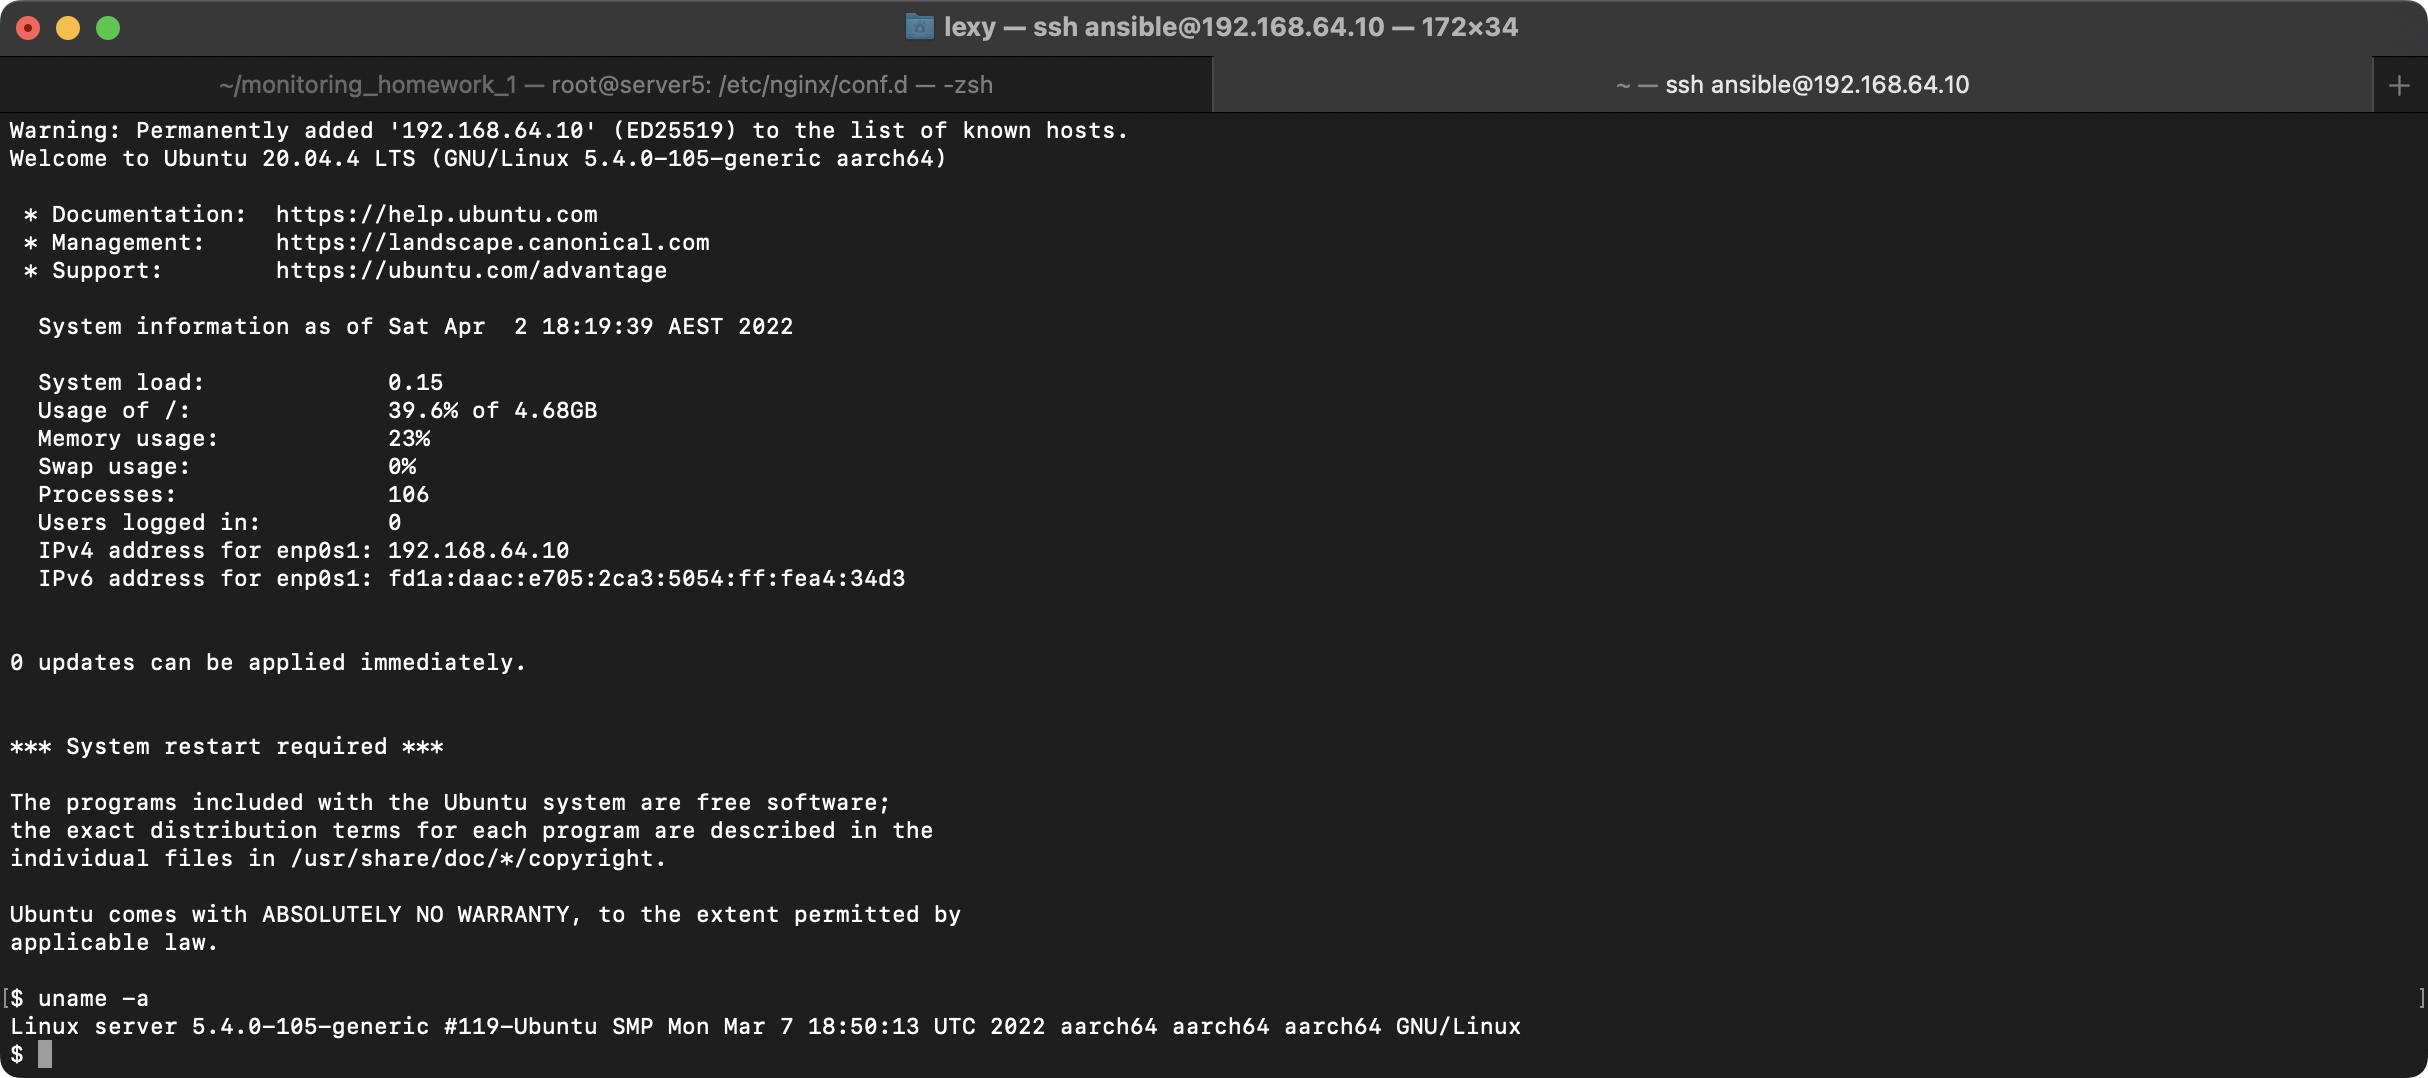 lexy — ssh ansible@192.168.64.10 — 172×34
~/monitoring_homework_1 — root@server5: /etc/nginx/conf.d — -zsh
~ — ssh ansible@192.168.64.10
Warning: Permanently added '192.168.64.10' (ED25519) to the list of known hosts.
Welcome to Ubuntu 20.04.4 LTS (GNU/Linux 5.4.0-105-generic aarch64)
* Documentation:  https://help.ubuntu.com
* Management:     https://landscape.canonical.com
* Support:        https://ubuntu.com/advantage
System information as of Sat Apr  2 18:19:39 AEST 2022
System load:             0.15
Usage of /:              39.6% of 4.68GB
Memory usage:            23%
Swap usage:              0%
Processes:               106
Users logged in:         0
IPv4 address for enp0s1: 192.168.64.10
IPv6 address for enp0s1: fd1a:daac:e705:2ca3:5054:ff:fea4:34d3
0 updates can be applied immediately.
*** System restart required ***
The programs included with the Ubuntu system are free software;
the exact distribution terms for each program are described in the
individual files in /usr/share/doc/*/copyright.
Ubuntu comes with ABSOLUTELY NO WARRANTY, to the extent permitted by
applicable law.
[$ uname -a ]
Linux server 5.4.0-105-generic #119-Ubuntu SMP Mon Mar 7 18:50:13 UTC 2022 aarch64 aarch64 aarch64 GNU/Linux
$